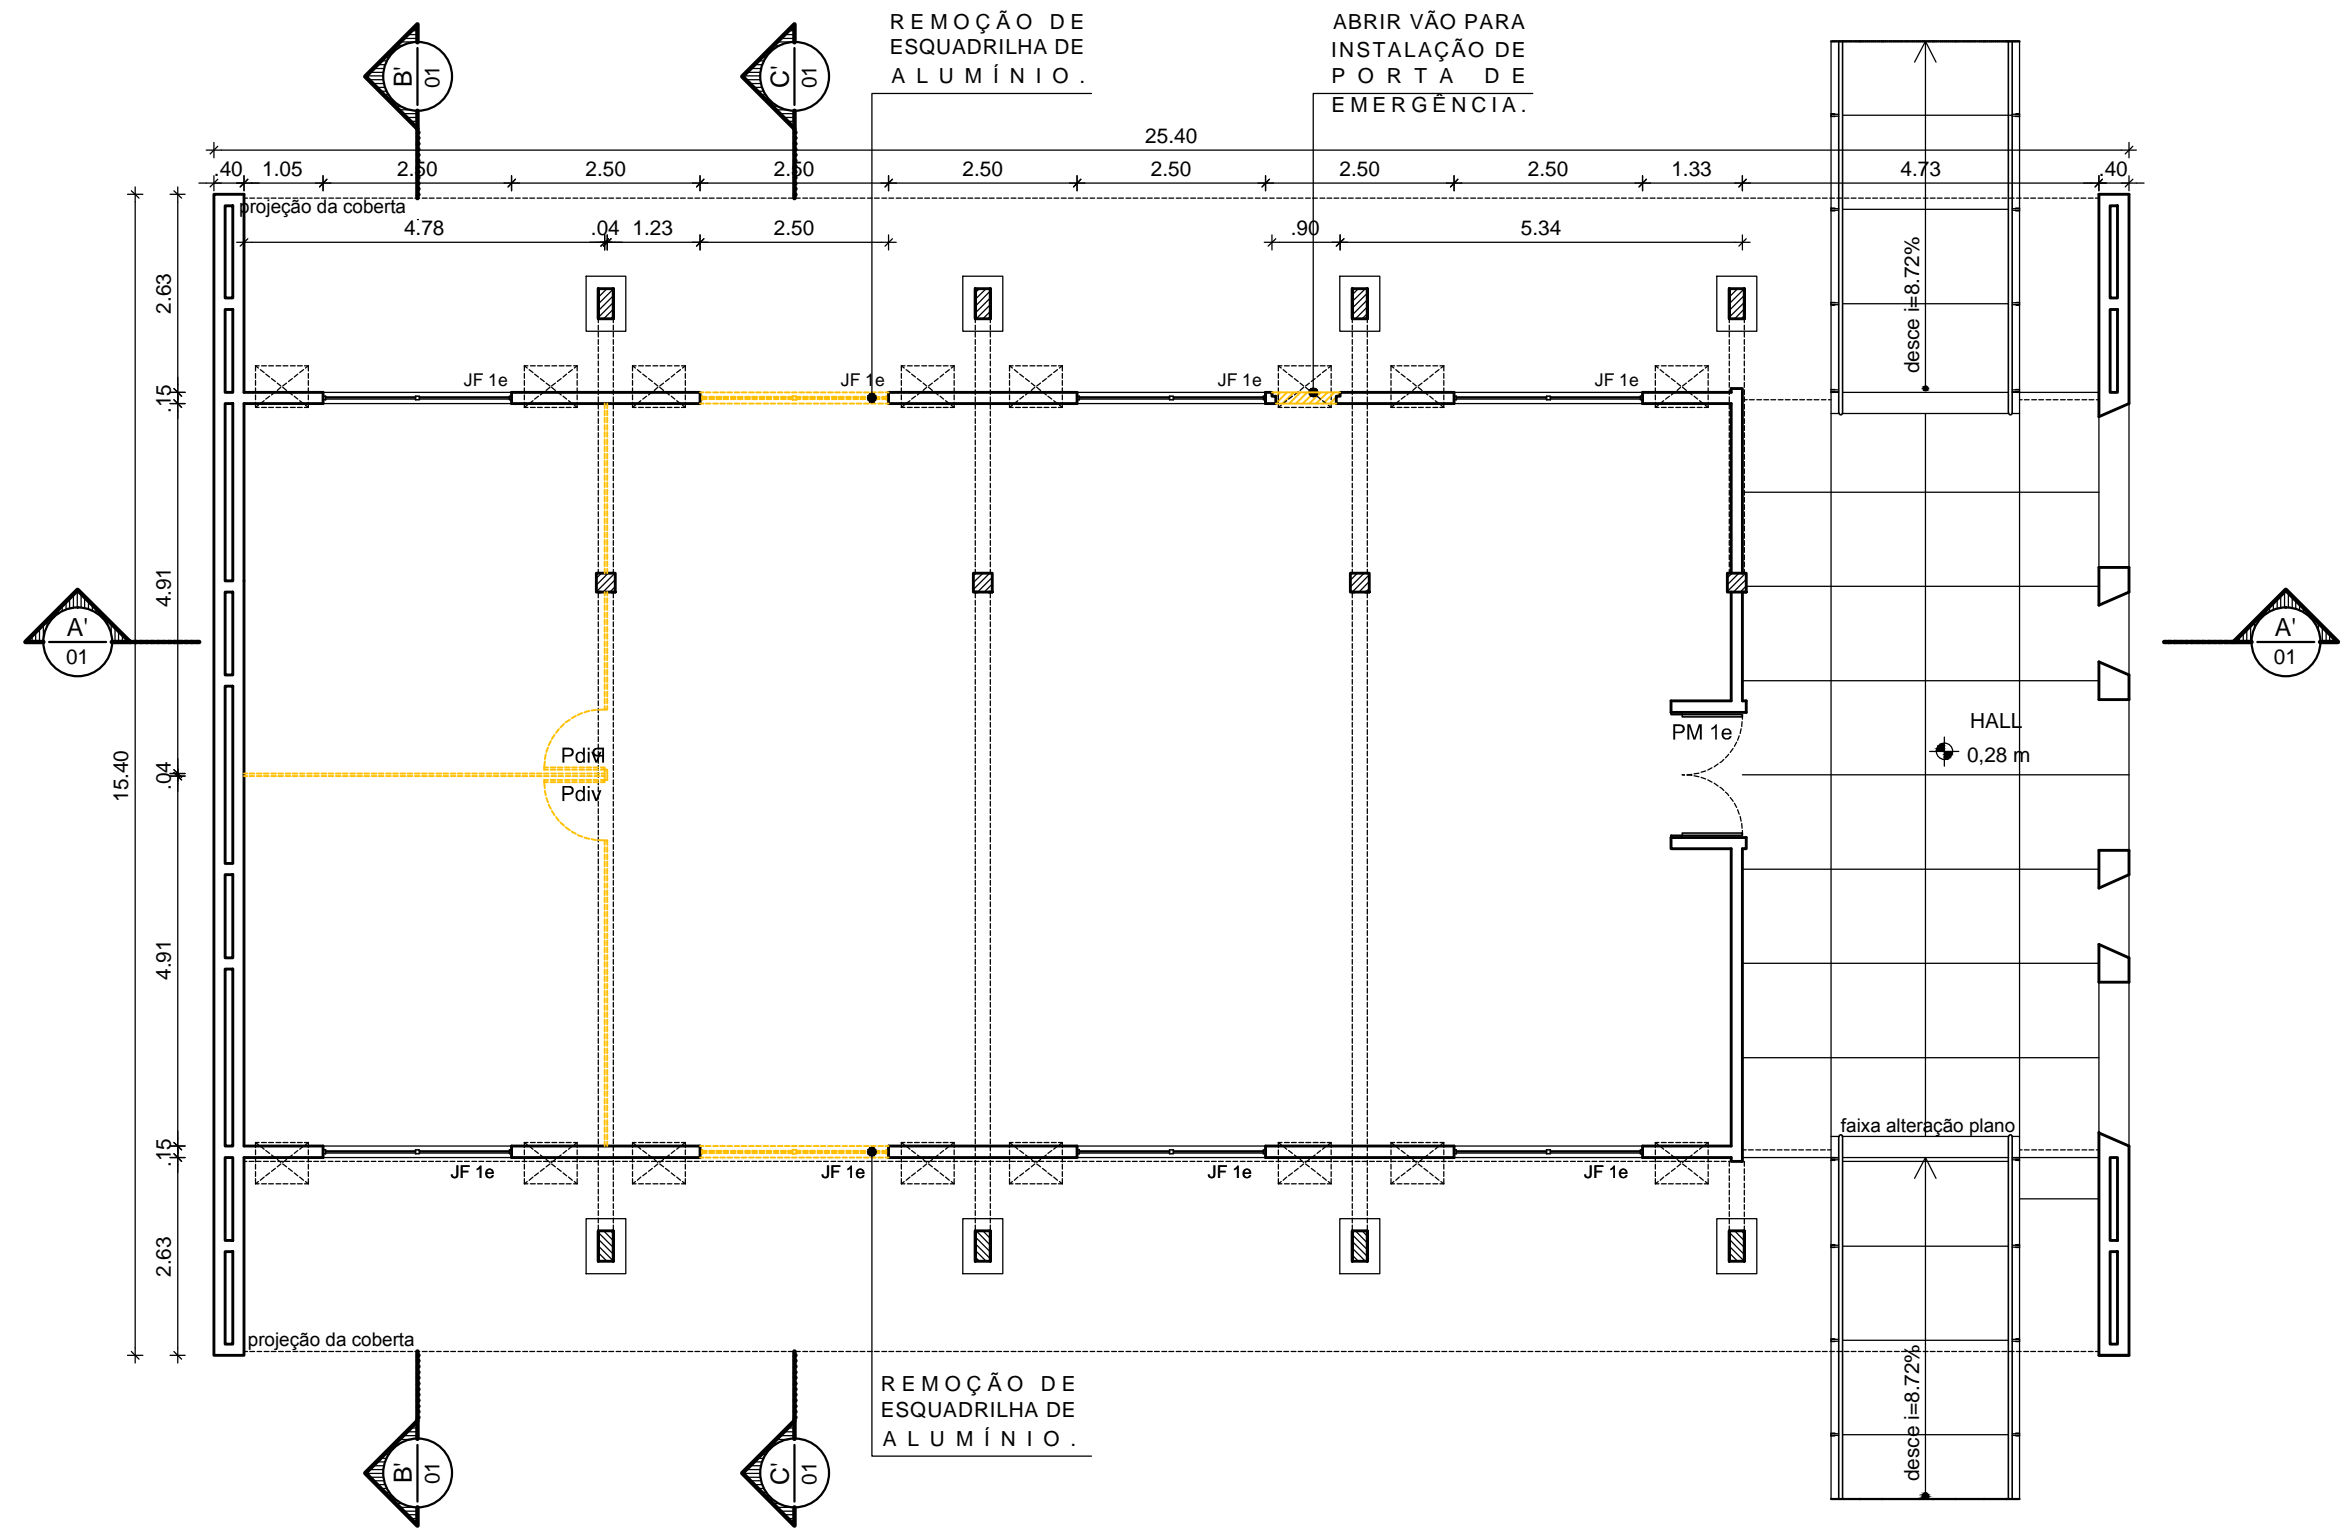 REMOÇÃO DE
ESQUADRILHA DE
ALUMÍNIO.
ABRIR VÃO PARA
INSTALAÇÃO DE
PORTA DE
EMERGÊNCIA.
B'
01
C'
01
25.40
.40 1.05 2.50 2.50 2.50 2.50 2.50 2.50 2.50 1.33 4.73 .40
projeção da coberta
4.78 .04 1.23 2.50 .90 5.34
2.63
desce i=8.72%
JF 1e JF 1e JF 1e JF 1e
.15
4.91
A'
01
A'
01
PM 1e
HALL
0,28 m
Pdiv
Pdiv
15.40
.04
4.91
faixa alteração plano
.15
JF 1e JF 1e JF 1e JF 1e
2.63
projeção da coberta
desce i=8.72%
REMOÇÃO DE
ESQUADRILHA DE
ALUMÍNIO.
B'
01
C'
01